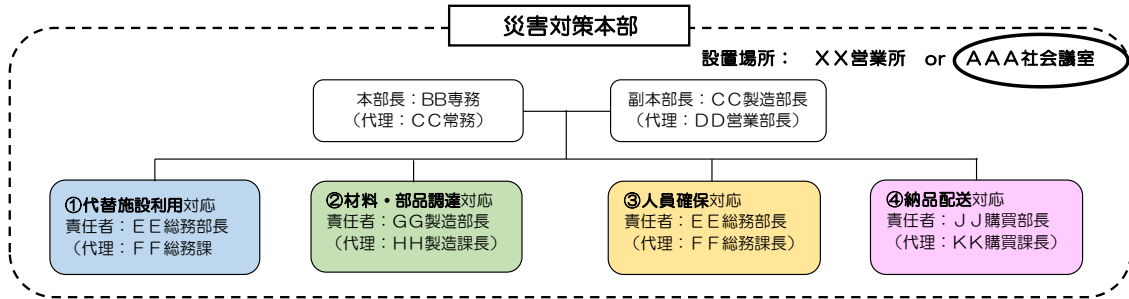 災害対策本部
設置場所： XX営業所 or AAA社会議室
本部長：BB専務
（代理：CC常務）
副本部長：CC製造部長
（代理：DD営業部長）
①代替施設利用対応
責任者：EE総務部長
（代理：FF総務課
②材料・部品調達対応
責任者：GG製造部長
（代理：HH製造課長）
③人員確保対応
責任者：EE総務部長
（代理：FF総務課長）
④納品配送対応
責任者：JJ購買部長
（代理：KK購買課長）